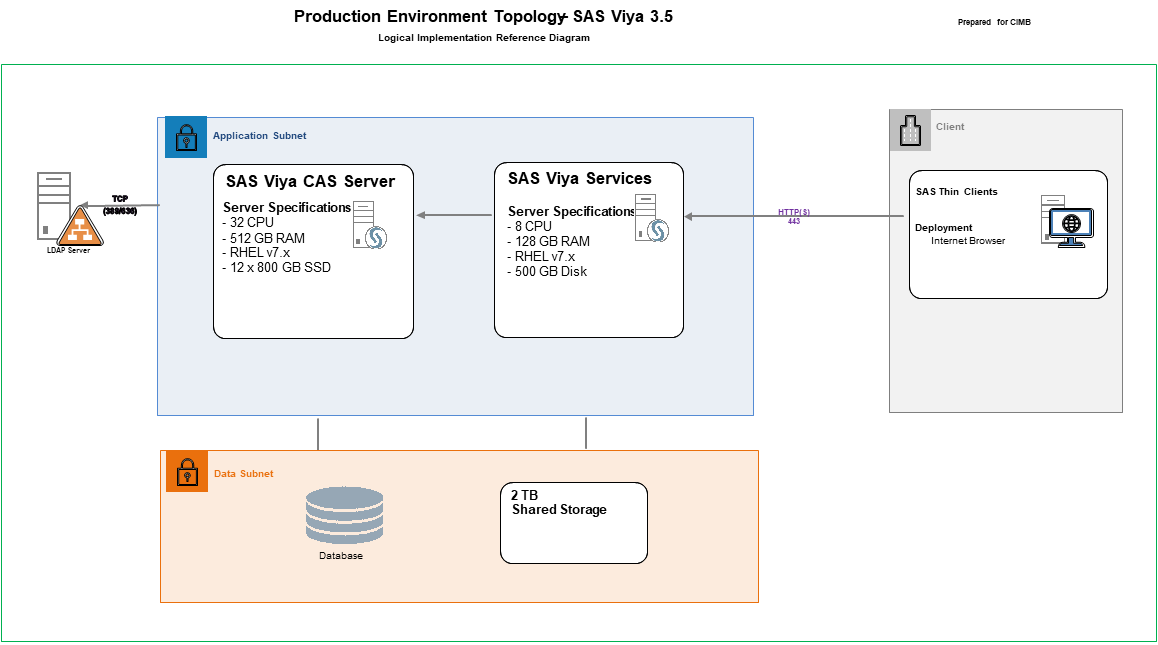 Production Environment Topology- SAS Viya 3.5
Logical Implementation Reference Diagram
Prepared for CIMB
Application Subnet
SAS Viya CAS Server
Server Specifications
- 32 CPU
- 512 GB RAM
- RHEL v7.x
- 12 x 800 GB SSD
SAS Viya Services
Server Specifications
- 8 CPU
- 128 GB RAM
- RHEL v7.x
- 500 GB Disk
Client
SAS Thin Clients
Deployment
Internet Browser
HTTP(S)
443
TCP
(389/636)
LDAP Server
Data Subnet
Database
2 TB
Shared Storage